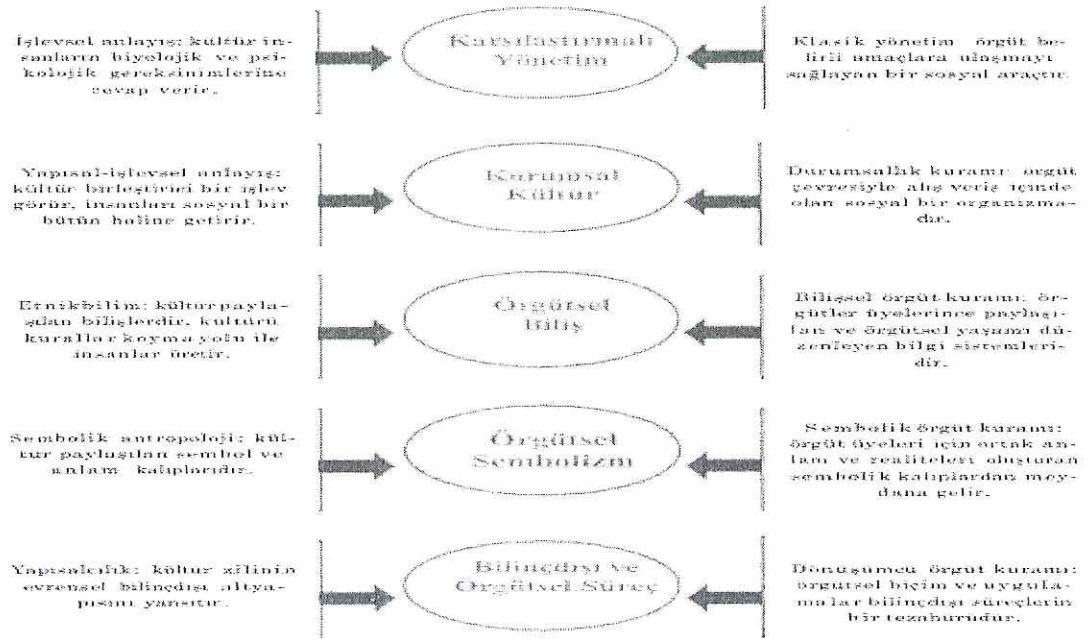 İşlevsel anlayış: kültür in-
sanların biyolojik ve psi-
kolojik gereksinimlerine
cevap verir.
Karşılaştırmalı
Yönetim
Klasik yönetim örgüt be-
lirli amaçlara ulaşmayı
sağlayan bir sosyal araçtır.
Yapısal-işlevsel anlayış:
kültür birleştirici bir işlev
görür, insanları sosyal bir
bütün haline getirir.
Kurumsal
Kültür
Durumsallık kuramı: örgüt
çevresiyle alış veriş içinde
olan sosyal bir organizma-
dır.
Etnikbilim: kültür payla-
şılan bilişlerdir, kulturu
kurallar koyma yolu ile
insanlar üretir.
Örgütsel
Biliş
Bilişsel örgüt kuramı: ör-
gütler üyelerince paylaşı-
lan ve örgütsel yaşamı dü-
zenleyen bilgi sistemleri-
dir.
Sembolik antropoloji: kül-
tür paylaşılan sembol ve
anlam kalıplarıdır.
Örgütsel
Sembolizm
Sembolik örgüt kuramı:
örgüt üyeleri için ortak an-
lam ve realiteleri oluşturan
sembolik kalıplardan mey-
dana gelir.
Yapısalcılık: kültür zilinin
evrensel bilinçdışı altya-
pısını yansıtır.
Bilinçdışı ve
Örgütsel Süreç
Dönüşümcü örgüt kuramı:
örgütsel biçim ve uygula-
malar bilinçdışı süreçlerin
bir tezahürüdür.